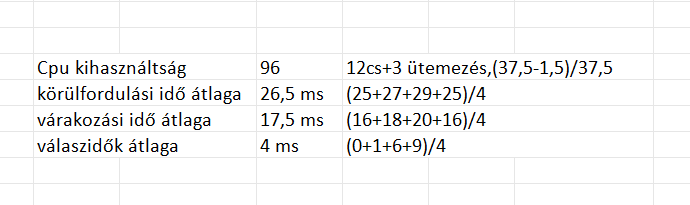 Cpu kihasználtság 96 12cs+3 ütemezés,(37,5-1,5)/37,5
körülfordulási idő átlaga 26,5 ms (25+27+29+25)/4
várakozási idő átlaga 17,5 ms (16+18+20+16)/4
válaszidők átlaga 4 ms (0+1+6+9)/4